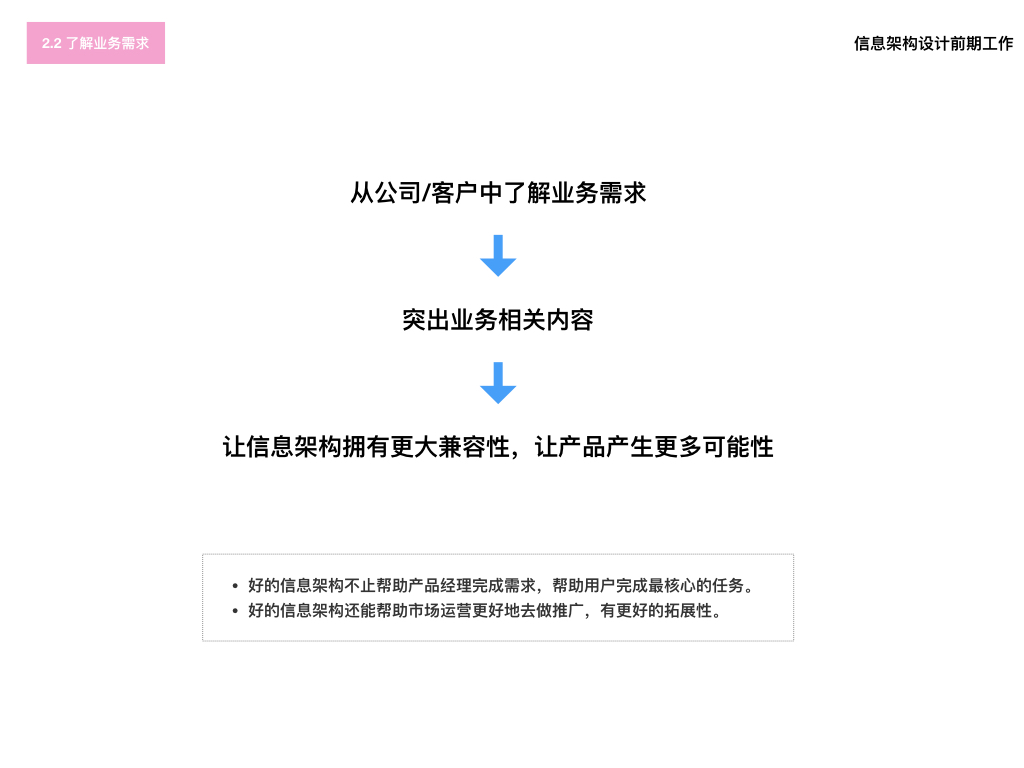 2.2 了解业务需求
信息架构设计前期工作
从公司/客户中了解业务需求
突出业务相关内容
让信息架构拥有更大兼容性，让产品产生更多可能性
• 好的信息架构不止帮助产品经理完成需求，帮助用户完成最核心的任务。
• 好的信息架构还能帮助市场运营更好地去做推广，有更好的拓展性。